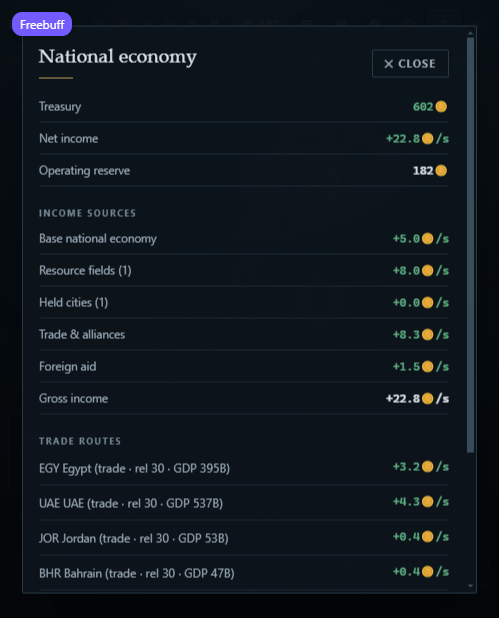 Freebuff
National economy
✕ CLOSE
Treasury 602
Net income +22.8/s
Operating reserve 182
INCOME SOURCES
Base national economy +5.0/s
Resource fields (1) +8.0/s
Held cities (1) +0.0/s
Trade & alliances +8.3/s
Foreign aid +1.5/s
Gross income +22.8/s
TRADE ROUTES
EGY Egypt (trade · rel 30 · GDP 395B) +3.2/s
UAE UAE (trade · rel 30 · GDP 537B) +4.3/s
JOR Jordan (trade · rel 30 · GDP 53B) +0.4/s
BHR Bahrain (trade · rel 30 · GDP 47B) +0.4/s